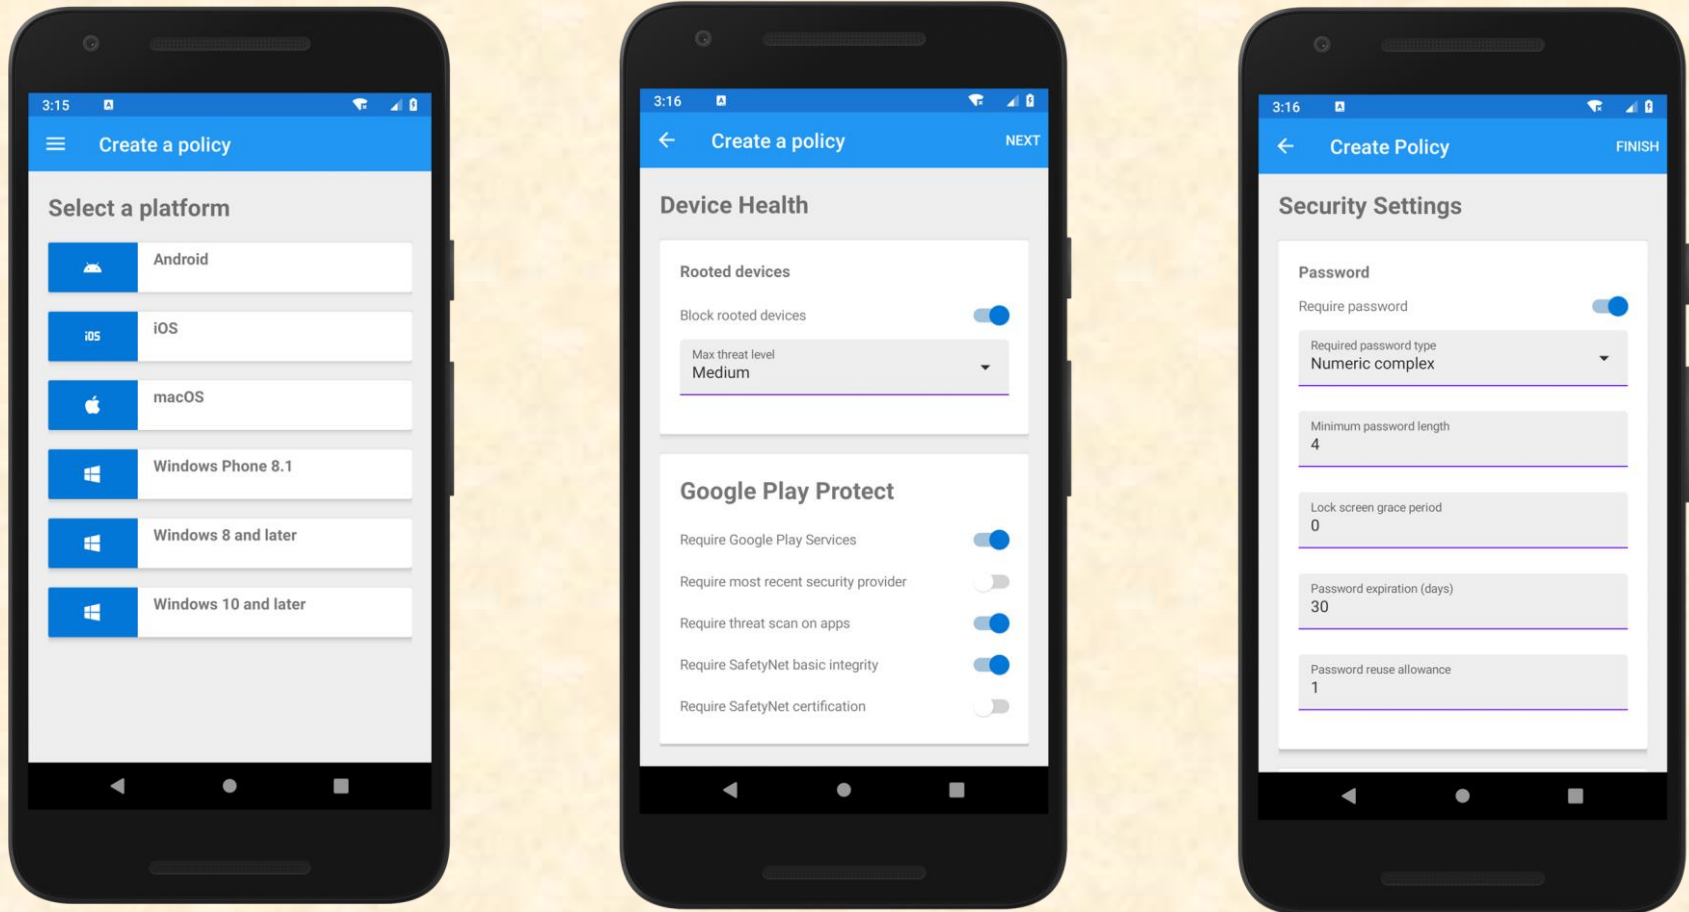 3:15
Create a policy
Select a platform
Android
iOS
iOS
macOS
Windows Phone 8.1
Windows 8 and later
Windows 10 and later
3:16
Create a policy
NEXT
Device Health
Rooted devices
Block rooted devices
Max threat level
Medium
Google Play Protect
Require Google Play Services
Require most recent security provider
Require threat scan on apps
Require SafetyNet basic integrity
Require SafetyNet certification
3:16
Create Policy
FINISH
Security Settings
Password
Require password
Required password type
Numeric complex
Minimum password length
4
Lock screen grace period
0
Password expiration (days)
30
Password reuse allowance
1